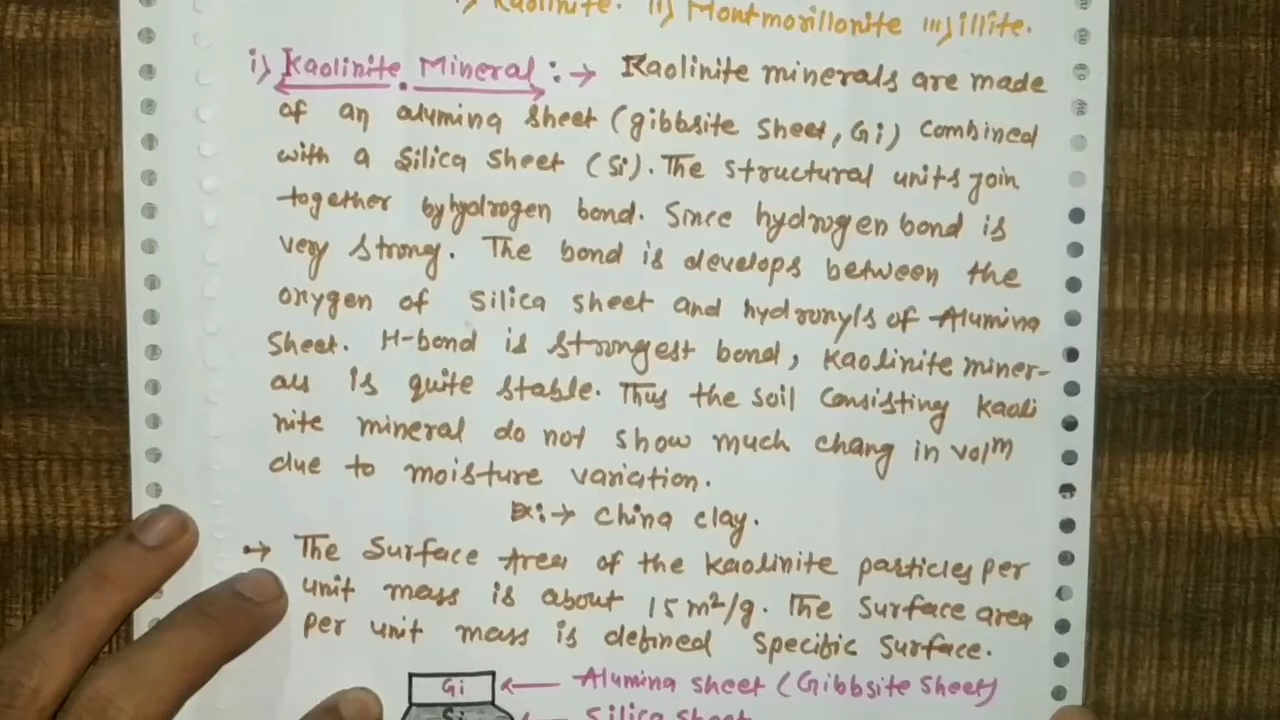 i) Kaolinite. ii) Montmorillonite iii) illite.
i) Kaolinite Mineral :→ Kaolinite minerals are made
of an alumina sheet (gibbsite sheet, Gi) combined
with a silica sheet (Si). The structural units join
together by hydrogen bond. Since hydrogen bond is
very strong. The bond is develops between the
oxygen of silica sheet and hydroxyls of Alumina
Sheet. H-bond is strongest bond, Kaolinite miner-
als is quite stable. Thus the soil consisting kaoli
nite mineral do not show much chang in volm
due to moisture variation.
Ex:→ China clay.
→ The Surface Area of the kaolinite particles per
unit mass is about 15 m²/g. The surface area
per unit mass is defined specific surface.
Gi ← Alumina sheet (Gibbsite sheet)
Si ← Silica sheet